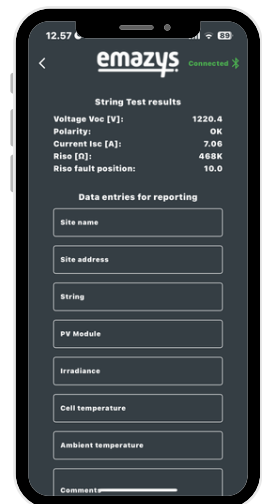 12.57
89
emazys
Connected
String Test results
Voltage Voc [V]: 1220.4
Polarity: OK
Current Isc [A]: 7.06
Riso [Ω]: 468K
Riso fault position: 10.0
Data entries for reporting
Site name
Site address
String
PV Module
Irradiance
Cell temperature
Ambient temperature
Comments